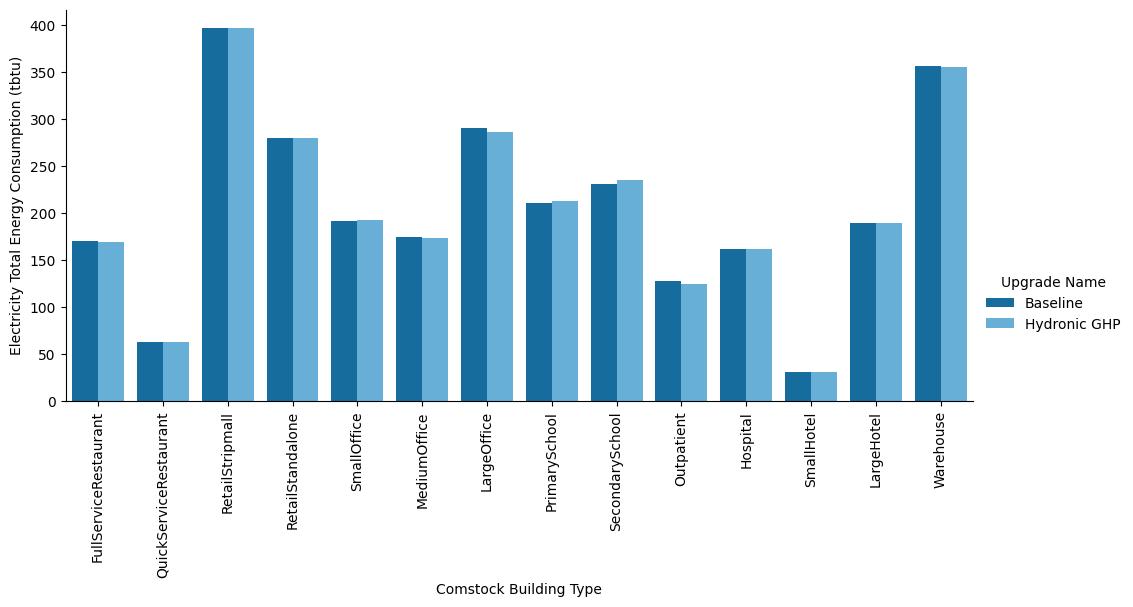 Electricity Total Energy Consumption (tbtu)
400
350
300
250
200
150
100
50
0
FullServiceRestaurant
QuickServiceRestaurant
RetailStripmall
RetailStandalone
SmallOffice
MediumOffice
LargeOffice
PrimarySchool
SecondarySchool
Outpatient
Hospital
SmallHotel
LargeHotel
Warehouse
Comstock Building Type
Upgrade Name
Baseline
Hydronic GHP